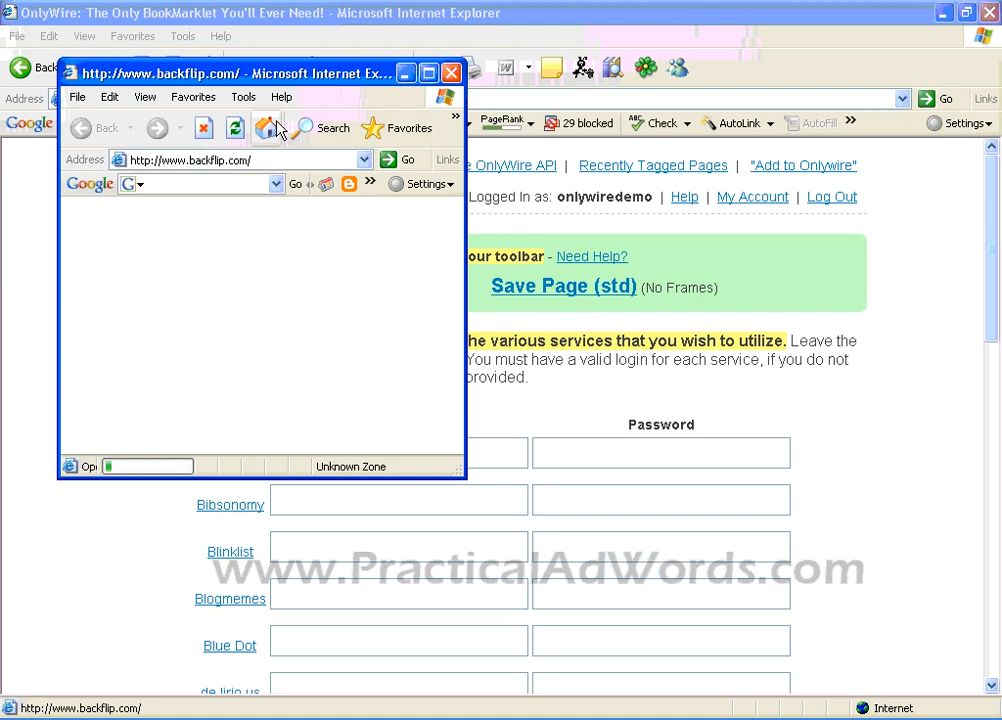 OnlyWire: The Only BookMarklet You'll Ever Need! - Microsoft Internet Explorer
File Edit View Favorites Tools Help
Back
Address Go Links
Google PageRank 29 blocked Check AutoLink AutoFill Settings
http://www.backflip.com/ - Microsoft Internet Ex...
File Edit View Favorites Tools Help
Back Search Favorites
Address http://www.backflip.com/ Go Links
Google G Go Settings
Ope Unknown Zone
e OnlyWire API | Recently Tagged Pages | "Add to Onlywire"
Logged In as: onlywiredemo | Help | My Account | Log Out
our toolbar - Need Help?
Save Page (std) (No Frames)
he various services that you wish to utilize. Leave the
You must have a valid login for each service, if you do not
provided.
Password
Bibsonomy
Blinklist
www.PracticalAdWords.com
Blogmemes
Blue Dot
de.lirio.us
http://www.backflip.com/ Internet